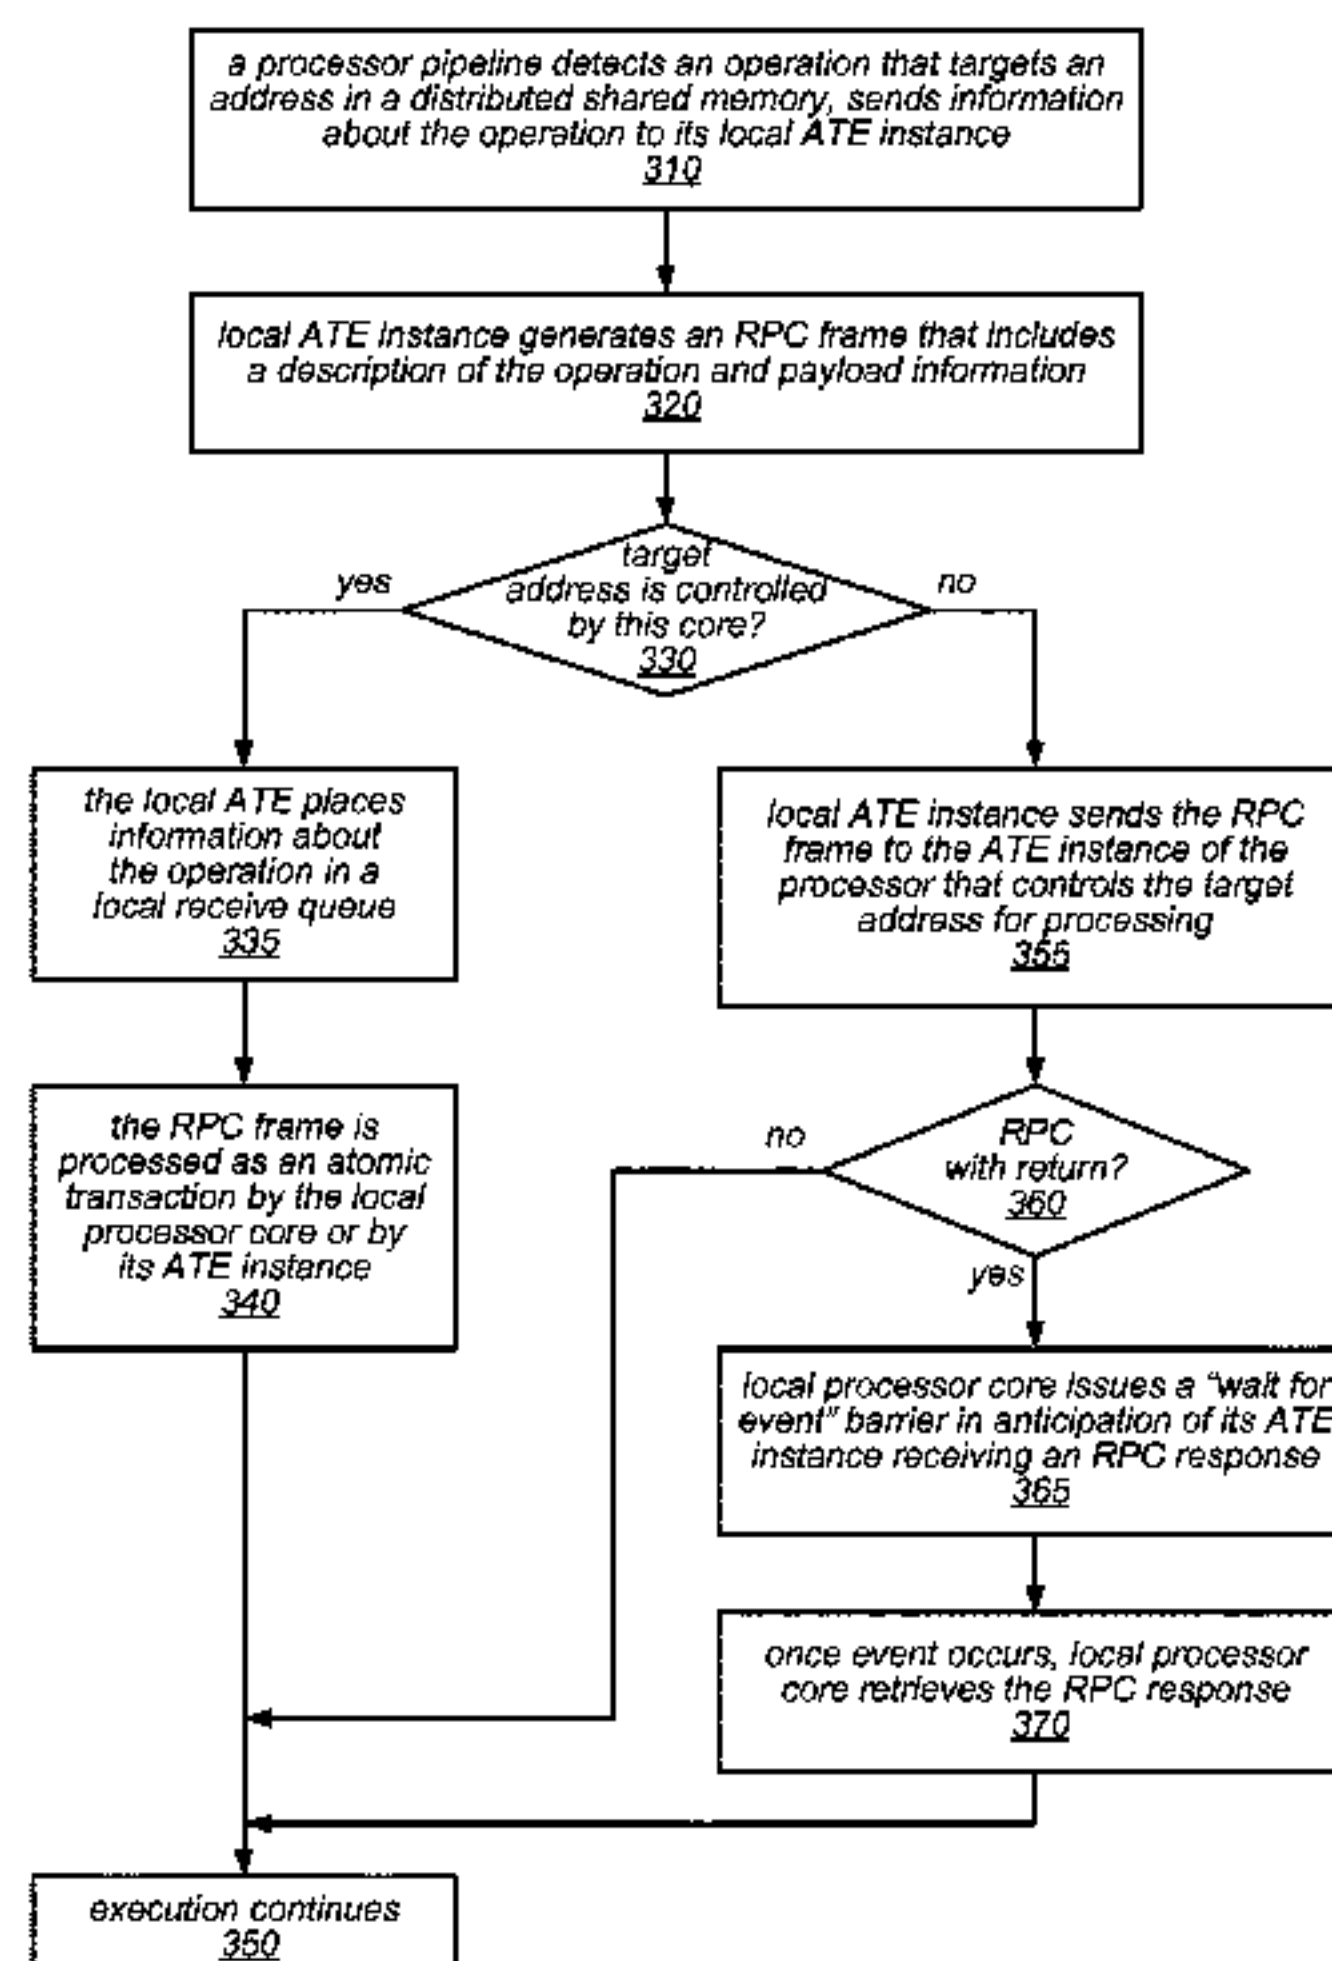 a processor pipeline detects an operation that targets an
address in a distributed shared memory, sends information
about the operation to its local ATE instance
310
local ATE instance generates an RPC frame that includes
a description of the operation and payload information
320
target
address is controlled
by this core?
330
yes
no
the local ATE places
information about
the operation in a
local receive queue
335
local ATE instance sends the RPC
frame to the ATE instance of the
processor that controls the target
address for processing
355
the RPC frame is
processed as an atomic
transaction by the local
processor core or by
its ATE instance
340
RPC
with return?
360
no
yes
local processor core issues a "wait for
event" barrier in anticipation of its ATE
instance receiving an RPC response
365
once event occurs, local processor
core retrieves the RPC response
370
execution continues
350